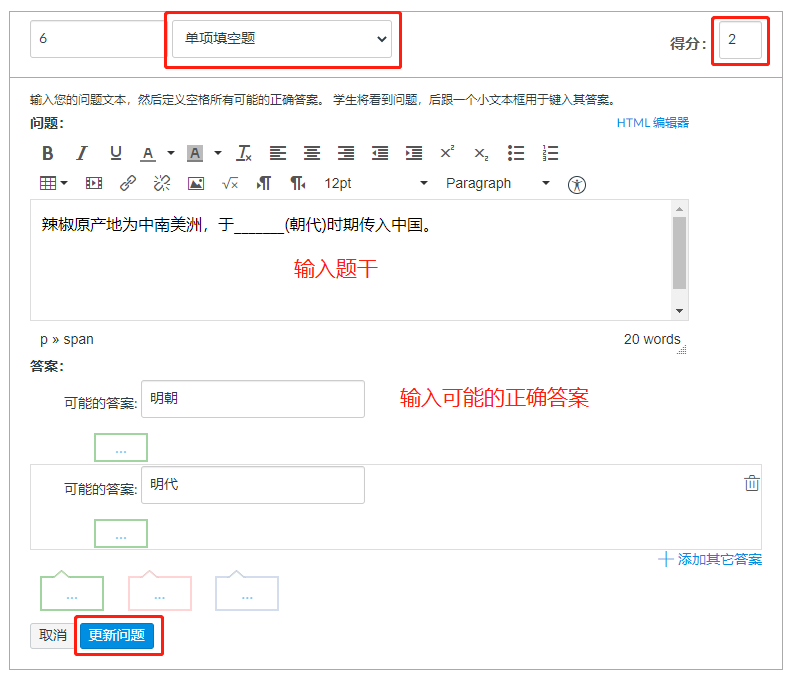 6 单项填空题 得分: 2
输入您的问题文本，然后定义空格所有可能的正确答案。 学生将看到问题，后跟一个小文本框用于键入其答案。
问题: HTML 编辑器
B I U A A Tx x² x₂
√x 12pt Paragraph
辣椒原产地为中南美洲，于______(朝代)时期传入中国。
输入题干
p » span 20 words
答案:
可能的答案: 明朝 输入可能的正确答案
...
可能的答案: 明代
...
添加其它答案
... ... ...
取消 更新问题